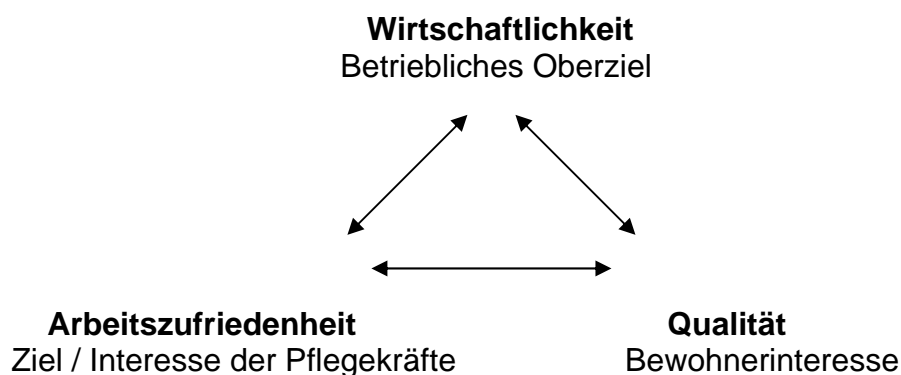 Wirtschaftlichkeit
Betriebliches Oberziel
Arbeitszufriedenheit
Ziel / Interesse der Pflegekräfte
Qualität
Bewohnerinteresse